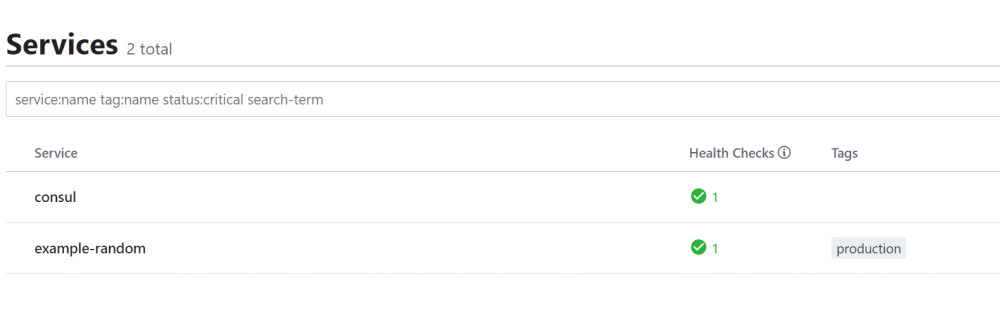 Services 2 total
service:name tag:name status:critical search-term
Service Health Checks Tags
consul 1
example-random 1 production